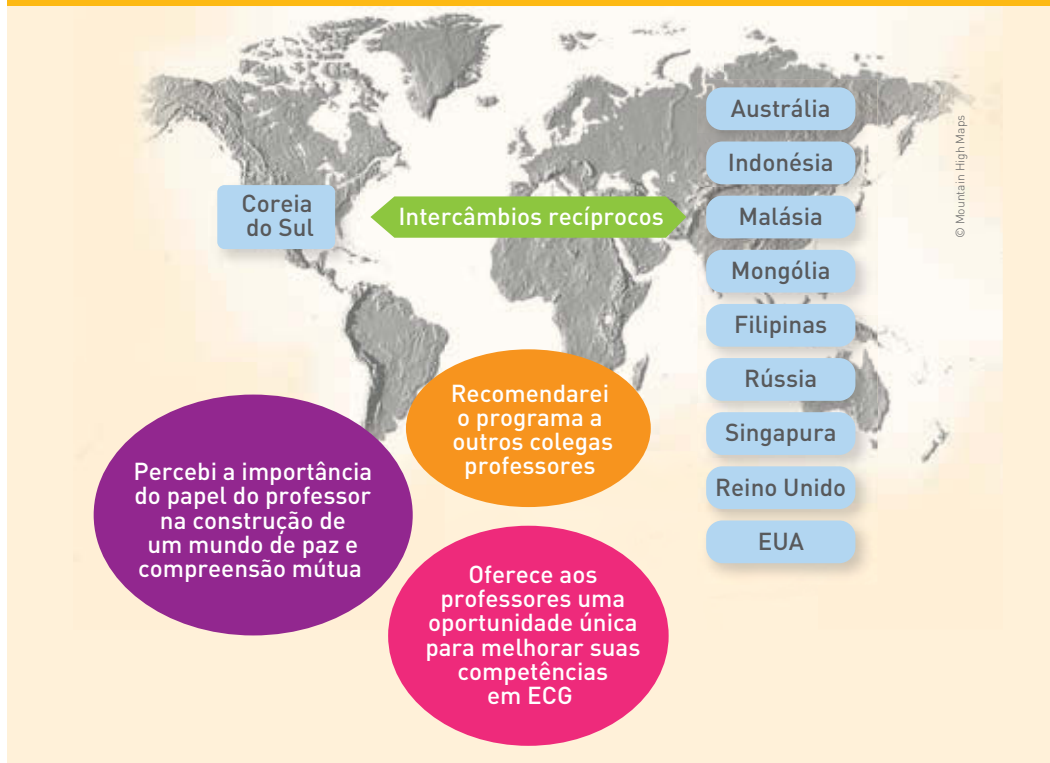 Austrália
Indonésia
Coreia
do Sul
Intercâmbios recíprocos
Malásia
Mongólia
Filipinas
Rússia
Singapura
Reino Unido
EUA
© Mountain High Maps
Recomendarei
o programa a
outros colegas
professores
Percebi a importância
do papel do professor
na construção de
um mundo de paz e
compreensão mútua
Oferece aos
professores uma
oportunidade única
para melhorar suas
competências
em ECG